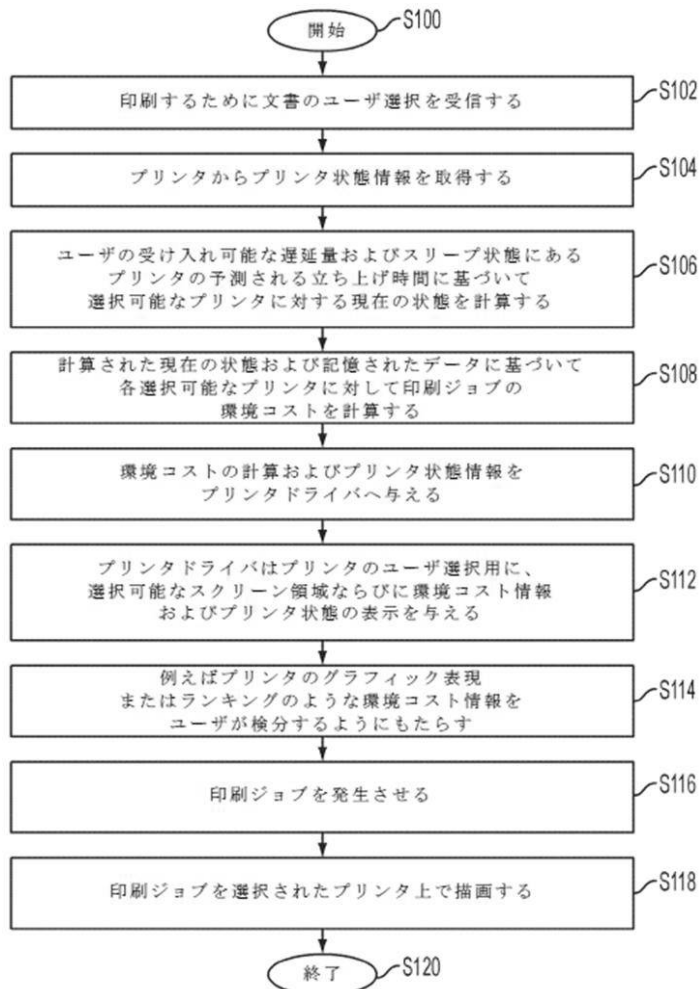 開始
S100
印刷するために文書のユーザ選択を受信する
S102
プリンタからプリンタ状態情報を取得する
S104
ユーザの受け入れ可能な遅延量およびスリープ状態にある
プリンタの予測される立ち上げ時間に基づいて
選択可能なプリンタに対する現在の状態を計算する
S106
計算された現在の状態および記憶されたデータに基づいて
各選択可能なプリンタに対して印刷ジョブの
環境コストを計算する
S108
環境コストの計算およびプリンタ状態情報を
プリンタドライバへ与える
S110
プリンタドライバはプリンタのユーザ選択用に、
選択可能なスクリーン領域ならびに環境コスト情報
およびプリンタ状態の表示を与える
S112
例えばプリンタのグラフィック表現
またはランキングのような環境コスト情報を
ユーザが検分するようにもたらす
S114
印刷ジョブを発生させる
S116
印刷ジョブを選択されたプリンタ上で描画する
S118
終了
S120